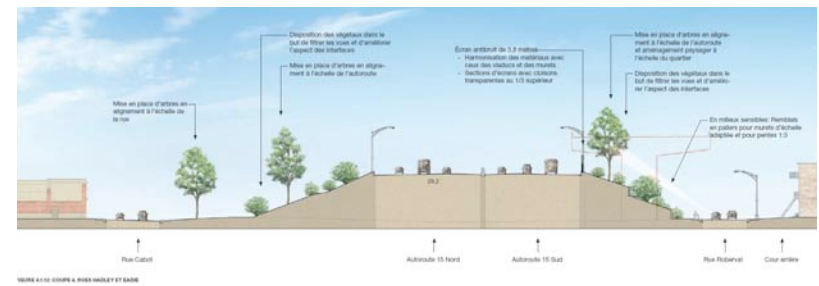 Disposition des végétaux dans le
but de filtrer les vues et d'améliorer
l'aspect des interfaces
Mise en place d'arbres en aligne-
ment à l'échelle de l'autoroute
Mise en place d'arbres en
alignement à l'échelle de
la rue
Écran antibruit de 3,8 mètres
- Harmonisation des matériaux avec
ceux des viaducs et des murets
- Sections d'écrans avec cloisons
transparentes au 1/3 supérieur
Mise en place d'arbres en aligne-
ment à l'échelle de l'autoroute
et aménagement paysager à
l'échelle du quartier
Disposition des végétaux dans le
but de filtrer les vues et d'amélio-
rer l'aspect des interfaces
En milieux sensibles: Remblais
en paliers pour murets d'échelle
adaptée et pour pentes 1:3
Rue Cabot
Autoroute 15 Nord
Autoroute 15 Sud
Rue Roberval
Cour arrière
FIGURE 4.1.12: COUPE 4, RUES HADLEY ET EADIE